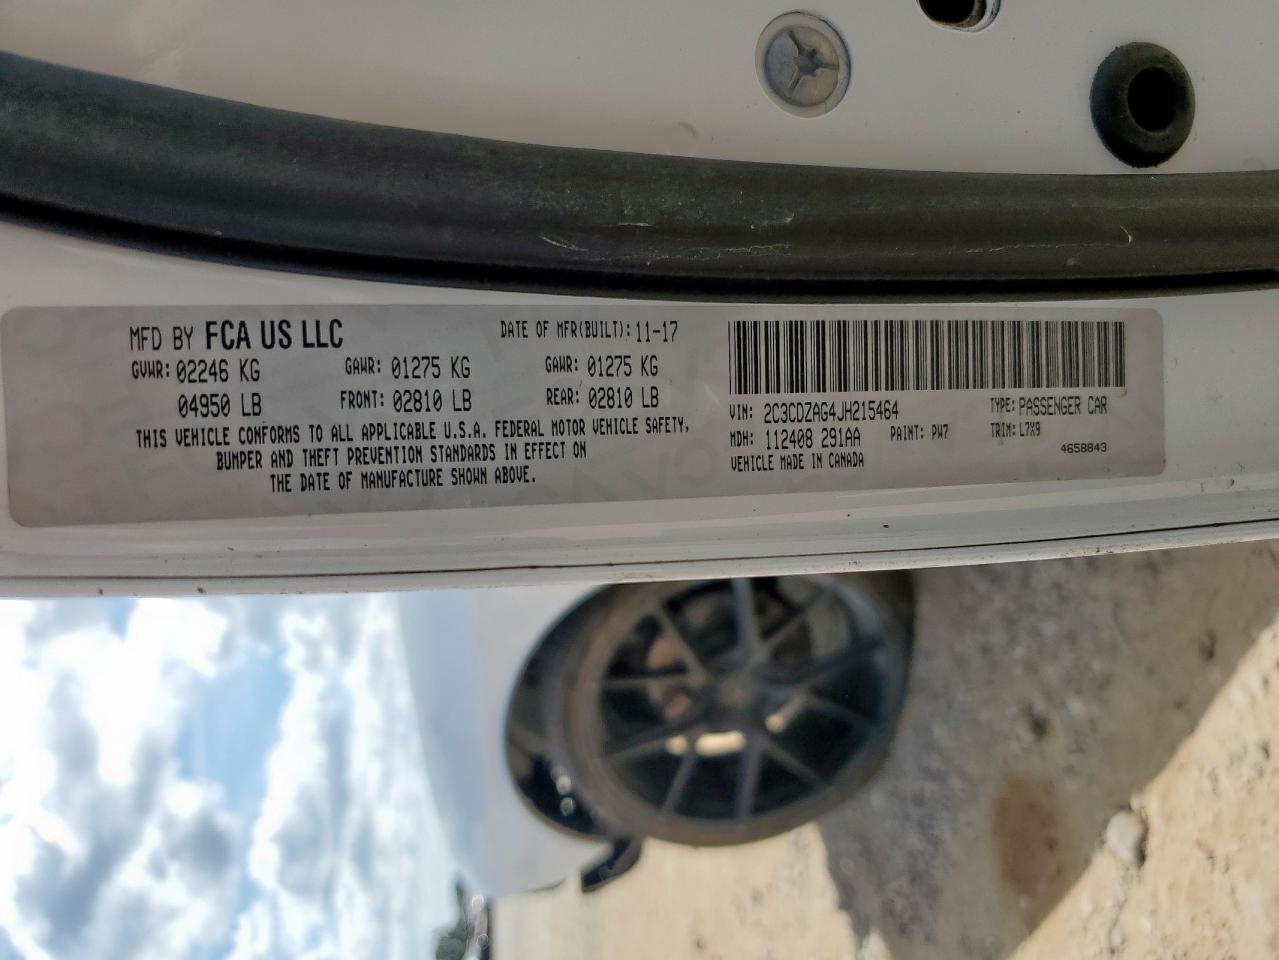 MFD BY FCA US LLC DATE OF MFR(BUILT): 11-17
GVWR: 02246 KG GAWR: 01275 KG GAWR: 01275 KG
04950 LB FRONT: 02810 LB REAR: 02810 LB
THIS VEHICLE CONFORMS TO ALL APPLICABLE U.S.A. FEDERAL MOTOR VEHICLE SAFETY,
BUMPER AND THEFT PREVENTION STANDARDS IN EFFECT ON
THE DATE OF MANUFACTURE SHOWN ABOVE.
VIN: 2C3CDZAG4JH215464 TYPE: PASSENGER CAR
MDH: 112408 291AA PAINT: PW7 TRIM: L7X9
VEHICLE MADE IN CANADA 4658843